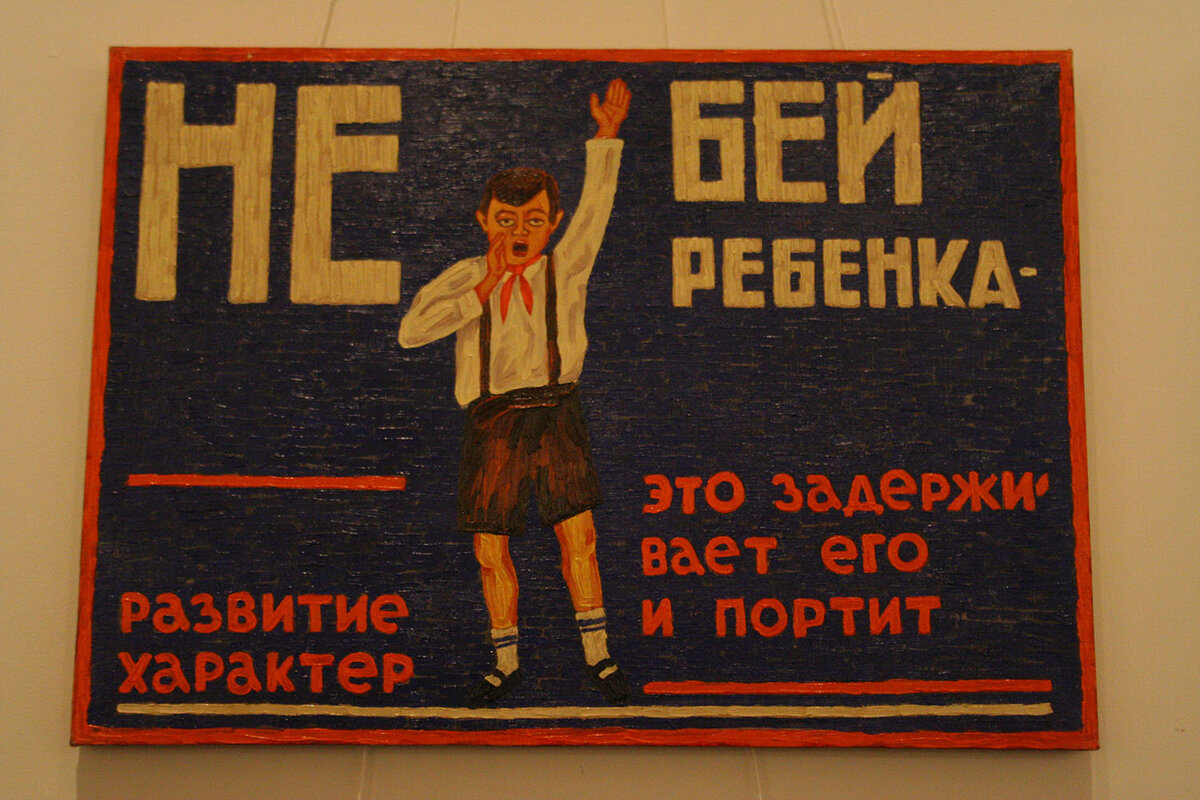 НЕ БЕЙ
РЕБЕНКА-
это задержи-
вает его
и портит
развитие
характер